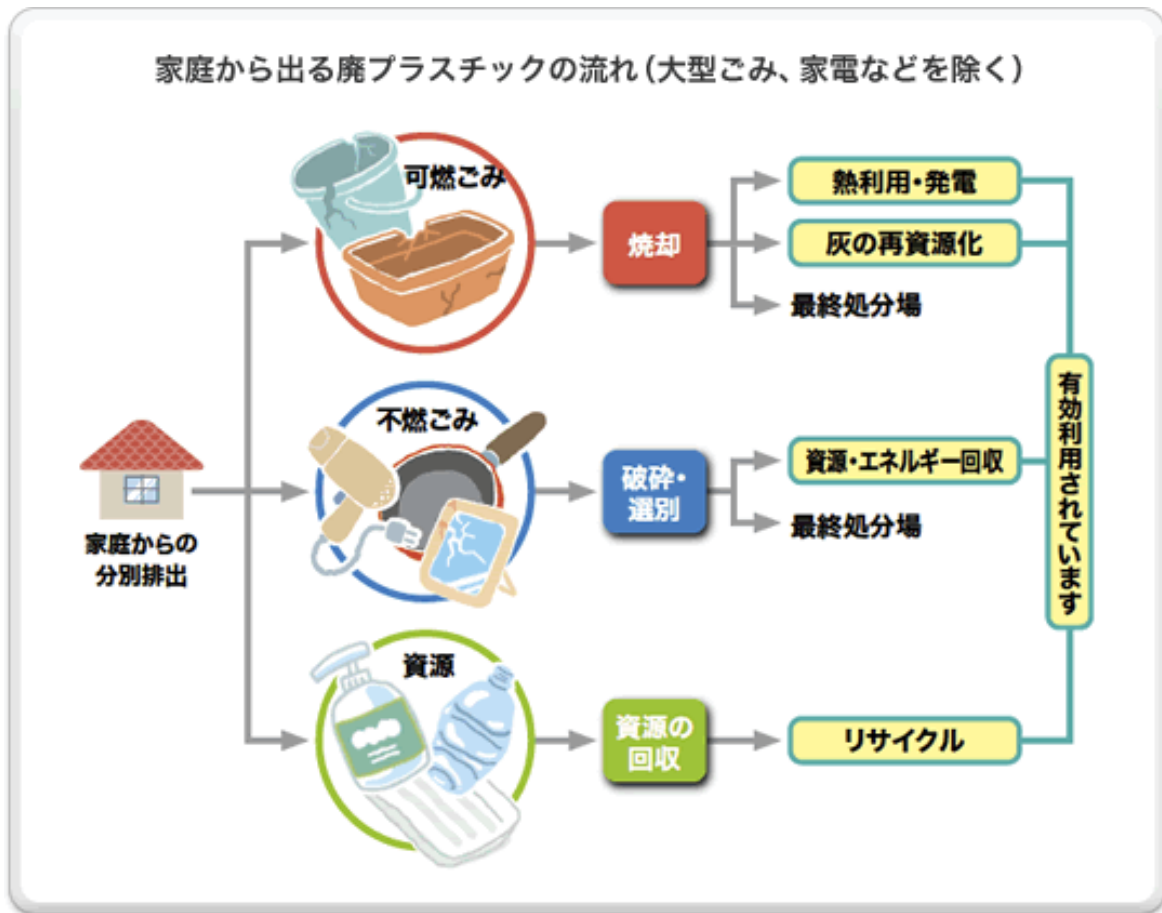 家庭から出る廃プラスチックの流れ(大型ごみ、家電などを除く)
可燃ごみ
焼却
熱利用・発電
灰の再資源化
最終処分場
不燃ごみ
破砕・
選別
資源・エネルギー回収
最終処分場
有効利用されています
家庭からの
分別排出
資源
資源の
回収
リサイクル